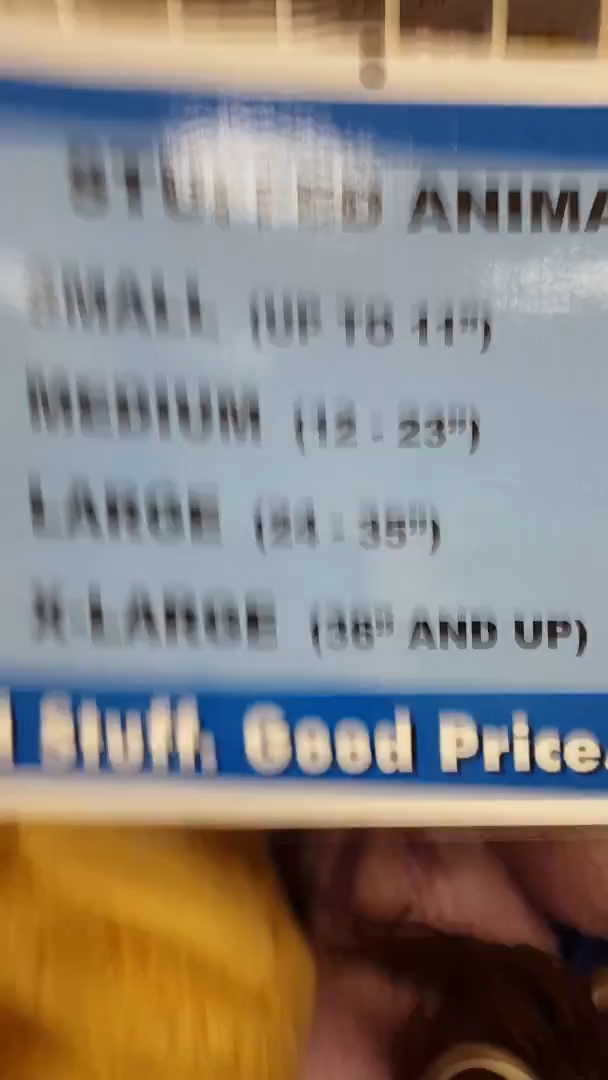 STUFFED ANIMA
SMALL (UP TO 11")
MEDIUM (12 - 23")
LARGE (24 - 35")
X-LARGE (36" AND UP)
Stuff. Good Price.